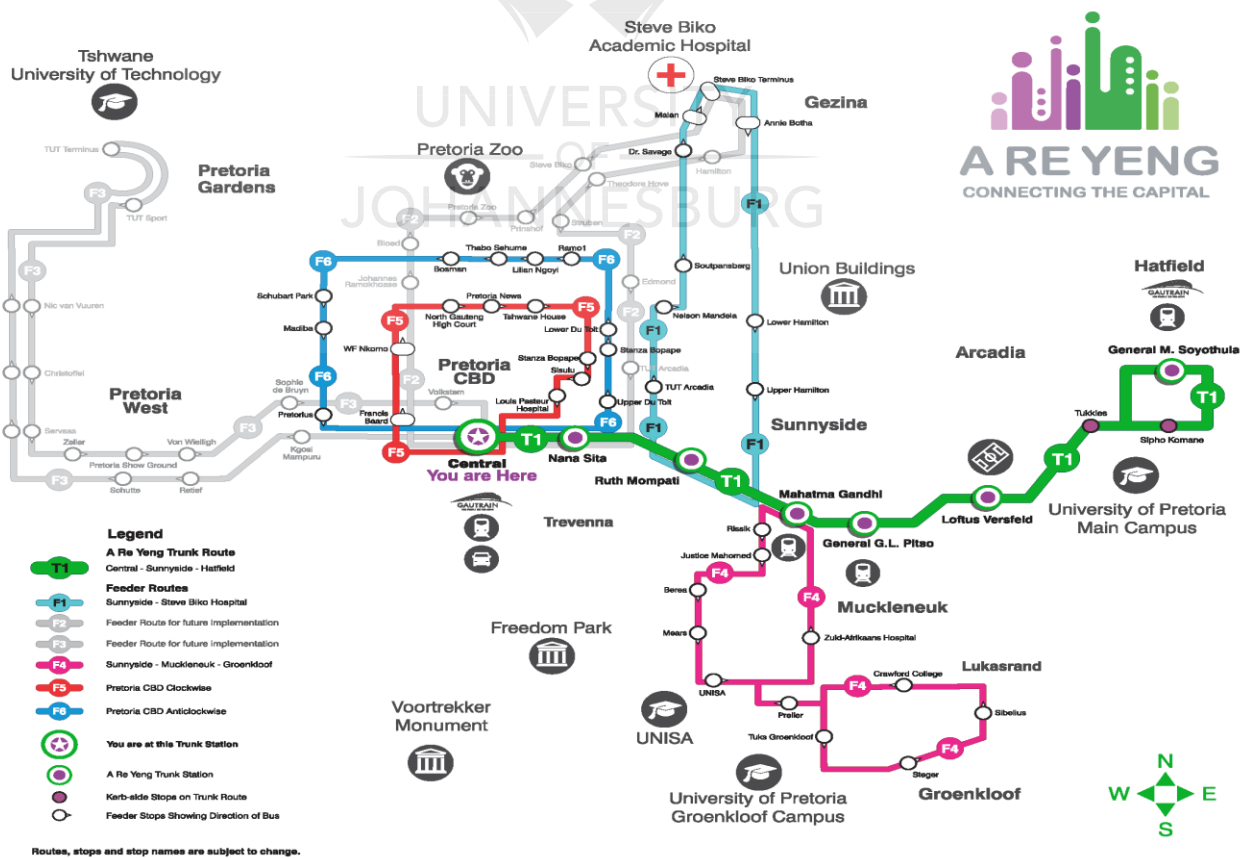 UNIVERSITY
OF
JOHANNESBURG
Tshwane
University of Technology
Steve Biko
Academic Hospital
Steve Biko Terminus
Gezina
Malan
Annie Botha
A RE YENG
CONNECTING THE CAPITAL
TUT Terminus
Pretoria
Gardens
Pretoria Zoo
Dr. Savage
Steve Biko
Hamilton
Theodore Hove
F3
TUT Sport
F2
Pretoria Zoo
Prinshof
Steuben
F1
F2
Bloed
F6
Thabo Sehume
Ramo1
F6
Bosman
Lilian Ngoyi
Soutpansberg
Union Buildings
Hatfield
GAUTRAIN
F3
Johannes
Ramokhoase
Edmond
Schubart Park
Pretoria News
F5
Nic van Vuuren
North Gauteng
High Court
Tshwane House
F2
Nelson Mandela
Lower Hamilton
F5
Madiba
Lower Du Toit
F1
WF Nkomo
Stanza Bopape
Stanza Bopape
Arcadia
General M. Soyothula
Pretoria
CBD
Sisulu
TUT Arcadia
Christoffel
F6
F2
Sophie
de Bruyn
TUT Arcadia
Upper Hamilton
T1
Pretoria
West
F3
Volkstem
Louis Pasteur
Hospital
Upper Du Toit
Pretorius
Francis
Baard
F6
F1
Sunnyside
Tukkies
Sipho Komane
Servaas
Zeiler
Von Wielligh
F3
Kgosi
Mampuru
T1
F1
F5
Central
You are Here
Nana Sita
Pretoria Show Ground
F3
Schutte
Retief
Ruth Mompati
T1
T1
Mahatma Gandhi
Loftus Versfeld
University of Pretoria
Main Campus
GAUTRAIN
Trevenna
Rissik
General G.L. Pitso
Justice Mahomed
F4
Berea
F4
Muckleneuk
Mears
Zuid-Afrikaans Hospital
Freedom Park
UNISA
F4
Crawford College
Lukasrand
Preller
Sibelius
Voortrekker
Monument
UNISA
Tuks Groenkloof
F4
Steger
University of Pretoria
Groenkloof Campus
Groenkloof
N
W
E
S
Legend
A Re Yeng Trunk Route
T1
Central - Sunnyside - Hatfield
Feeder Routes
F1
Sunnyside - Steve Biko Hospital
F2
Feeder Route for future implementation
F3
Feeder Route for future implementation
F4
Sunnyside - Muckleneuk - Groenkloof
F5
Pretoria CBD Clockwise
F6
Pretoria CBD Anticlockwise
You are at this Trunk Station
A Re Yeng Trunk Station
Kerb-side Stops on Trunk Route
Feeder Stops Showing Direction of Bus
Routes, stops and stop names are subject to change.